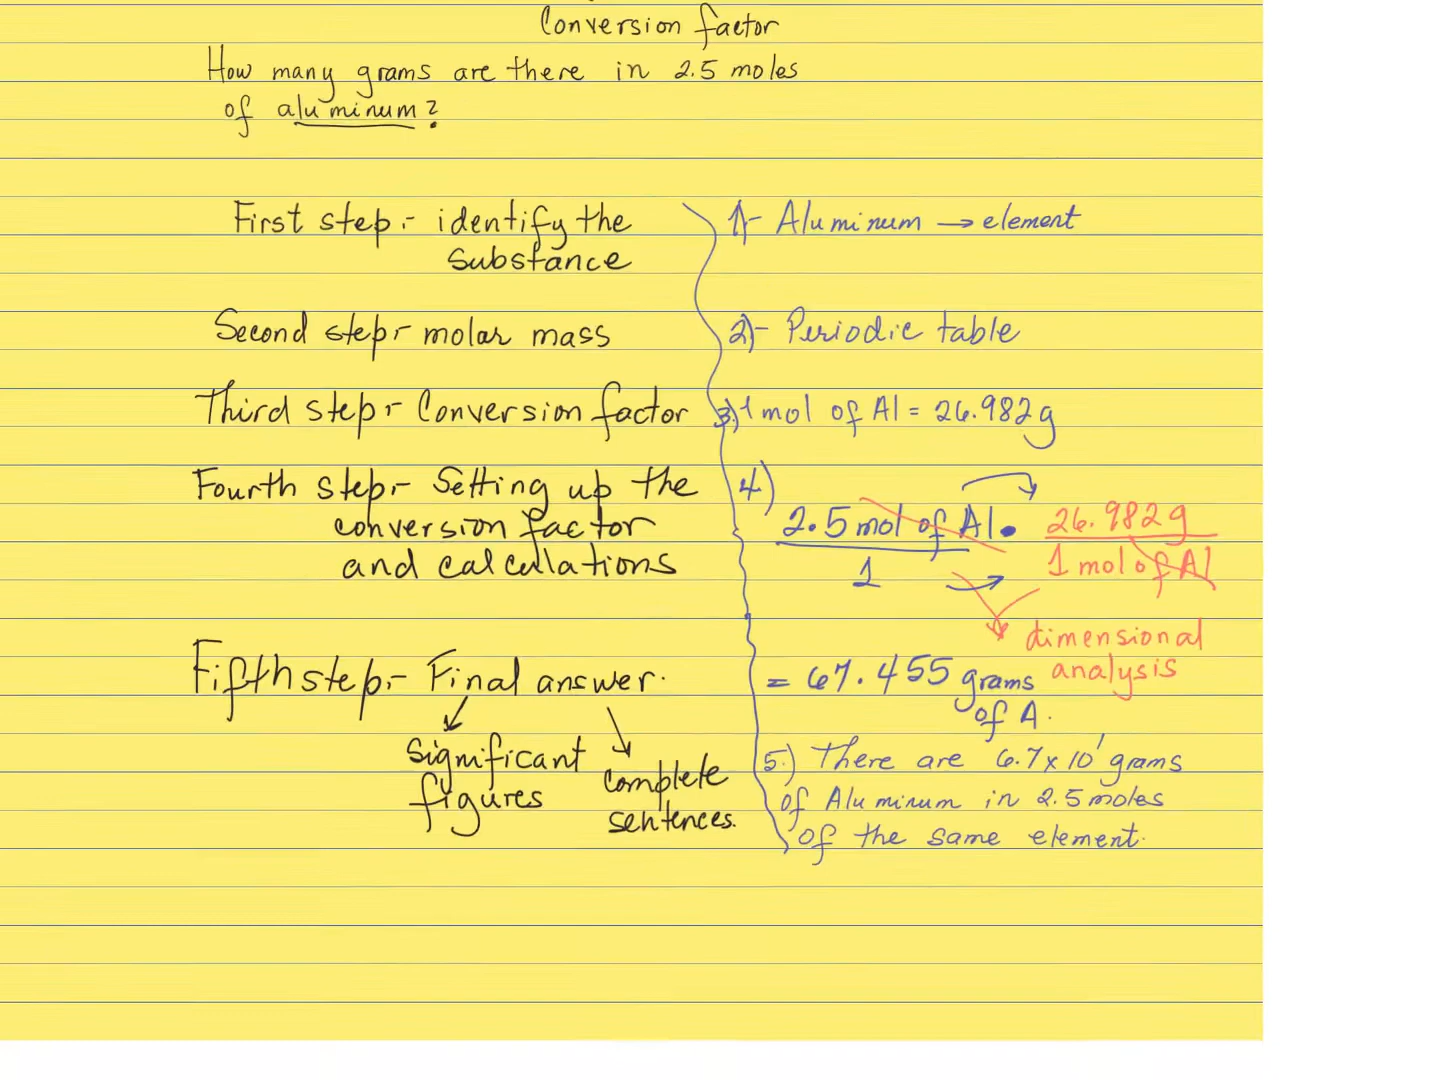 Conversion factor
How many grams are there in 2.5 moles
of aluminum?
First step:- identify the
substance
Second step:- molar mass
Third step:- Conversion factor
Fourth step:- Setting up the
conversion factor
and calculations
Fifth step:- Final answer.
significant
figures
complete
sentences.
1)- Aluminum → element
2)- Periodic table
3.) 1 mol of Al = 26.982g
4)
2.5 mol of Al • 26.982g
1 1 mol of Al
dimensional
analysis
= 67.455 grams
of A.
5.) There are 6.7 x 10¹ grams
of Aluminum in 2.5 moles
of the same element.